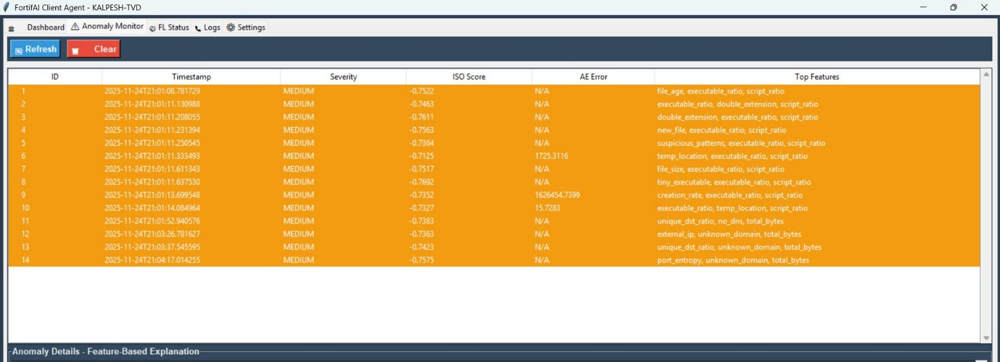 FortifAI Client Agent - KALPESH-TVD
Dashboard Anomaly Monitor FL Status Logs Settings
Refresh Clear
ID Timestamp Severity ISO Score AE Error Top Features
1 2025-11-24T21:01:08.781729 MEDIUM -0.7522 N/A file_age, executable_ratio, script_ratio
2 2025-11-24T21:01:11.130988 MEDIUM -0.7463 N/A executable_ratio, double_extension, script_ratio
3 2025-11-24T21:01:11.208055 MEDIUM -0.7611 N/A double_extension, executable_ratio, script_ratio
4 2025-11-24T21:01:11.231394 MEDIUM -0.7563 N/A new_file, executable_ratio, script_ratio
5 2025-11-24T21:01:11.250545 MEDIUM -0.7364 N/A suspicious_patterns, executable_ratio, script_ratio
6 2025-11-24T21:01:11.333493 MEDIUM -0.7125 1725.3116 temp_location, executable_ratio, script_ratio
7 2025-11-24T21:01:11.611343 MEDIUM -0.7517 N/A file_size, executable_ratio, script_ratio
8 2025-11-24T21:01:11.637530 MEDIUM -0.7692 N/A tiny_executable, executable_ratio, script_ratio
9 2025-11-24T21:01:13.699548 MEDIUM -0.7352 1626454.7399 creation_rate, executable_ratio, script_ratio
10 2025-11-24T21:01:14.084964 MEDIUM -0.7327 15.7283 executable_ratio, temp_location, script_ratio
11 2025-11-24T21:01:52.940576 MEDIUM -0.7383 N/A unique_dst_ratio, no_dns, total_bytes
12 2025-11-24T21:03:26.781627 MEDIUM -0.7363 N/A external_ip, unknown_domain, total_bytes
13 2025-11-24T21:03:37.545595 MEDIUM -0.7423 N/A unique_dst_ratio, unknown_domain, total_bytes
14 2025-11-24T21:04:17.014255 MEDIUM -0.7575 N/A port_entropy, unknown_domain, total_bytes
Anomaly Details - Feature-Based Explanation